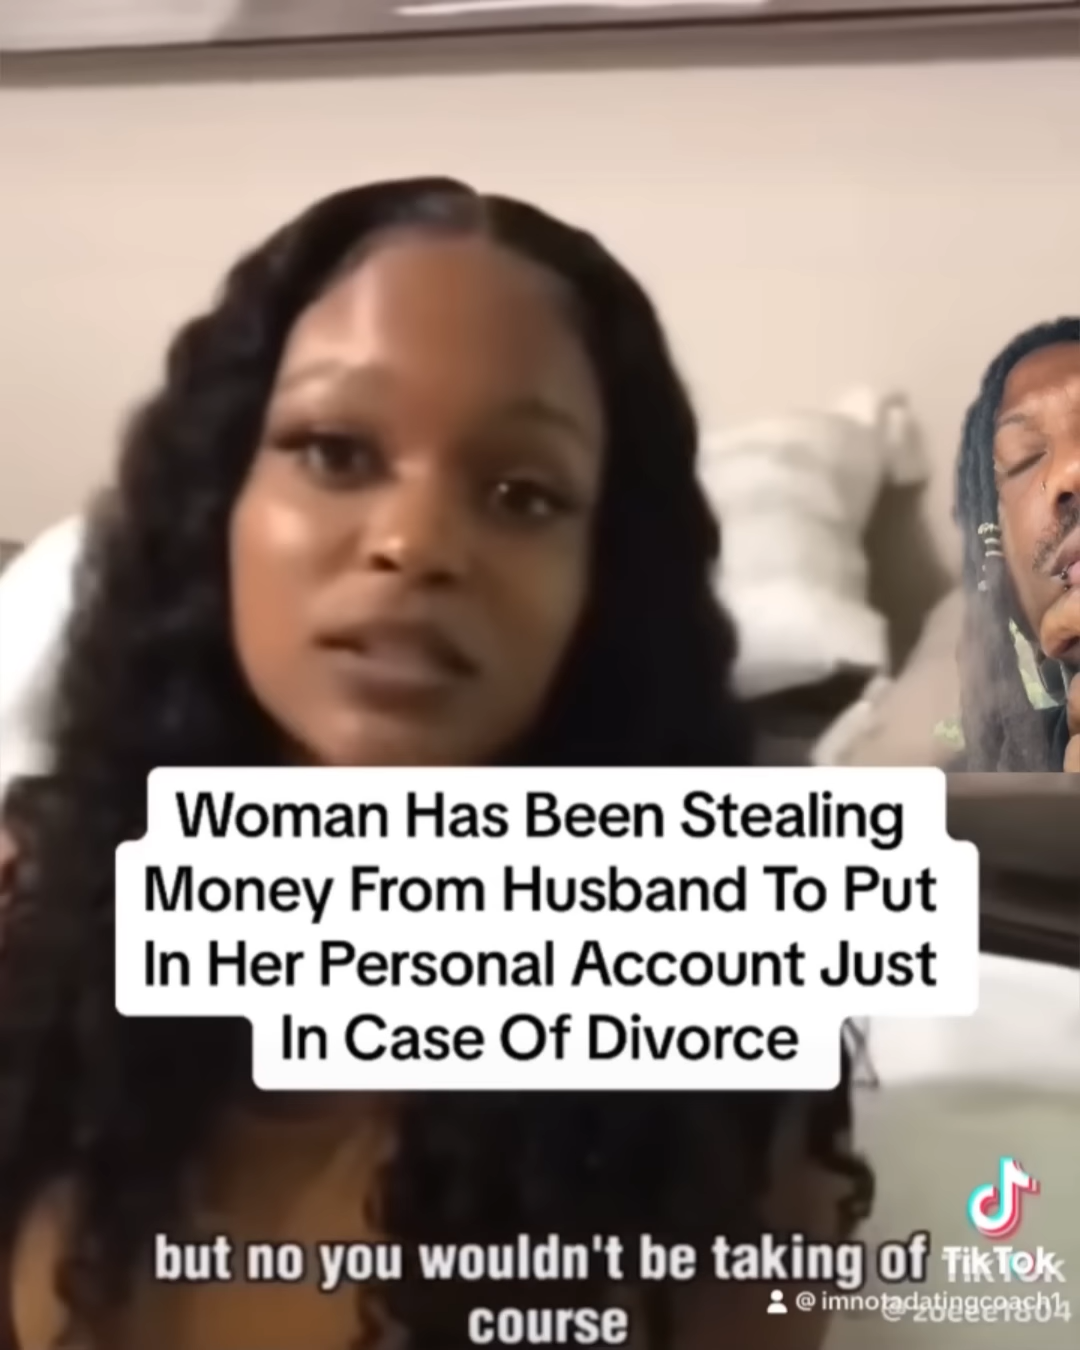 Woman Has Been Stealing
Money From Husband To Put
In Her Personal Account Just
In Case Of Divorce
but no you wouldn't be taking of
course
TikTok
@imnotadatingcoach1